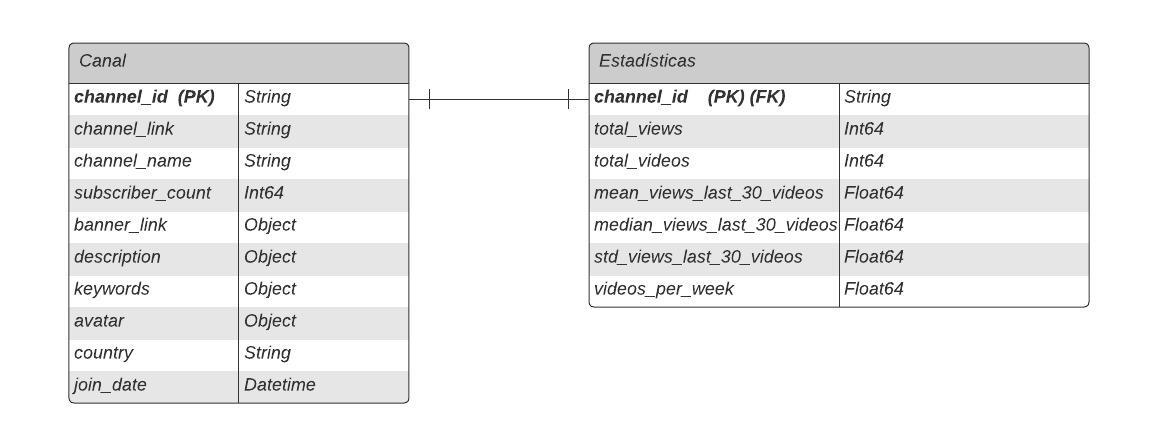 Canal
channel_id (PK) String
channel_link String
channel_name String
subscriber_count Int64
banner_link Object
description Object
keywords Object
avatar Object
country String
join_date Datetime
Estadísticas
channel_id (PK) (FK) String
total_views Int64
total_videos Int64
mean_views_last_30_videos Float64
median_views_last_30_videos Float64
std_views_last_30_videos Float64
videos_per_week Float64